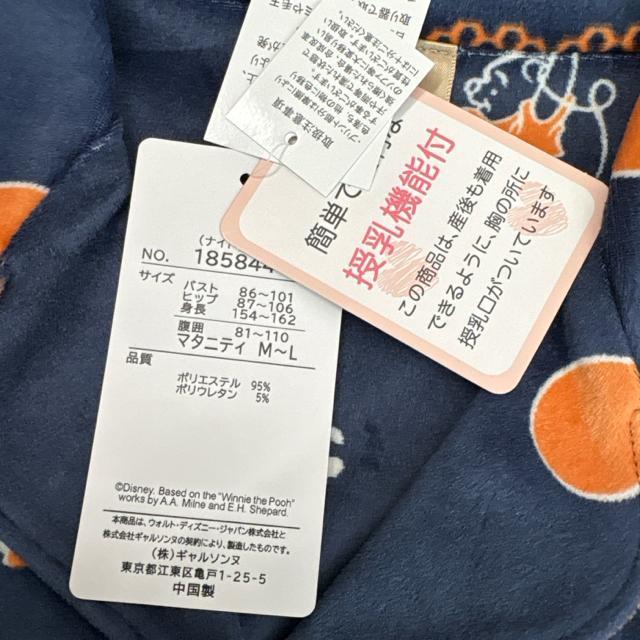 取扱注意事項
簡単で
授乳機能付
この商品は、産後も着用
できるように、胸の所に
授乳口がついています
(ナイ
NO. 185844
サイズ
バスト 86～101
ヒップ 87～106
身長 154～162
腹囲 81～110
マタニティ M～L
品質
ポリエステル 95%
ポリウレタン 5%
©Disney. Based on the "Winnie the Pooh"
works by A.A. Milne and E.H. Shepard.
本商品は、ウォルト・ディズニー・ジャパン株式会社と
株式会社ギャルソンヌの契約により、製造したものです。
(株)ギャルソンヌ
東京都江東区亀戸1-25-5
中国製